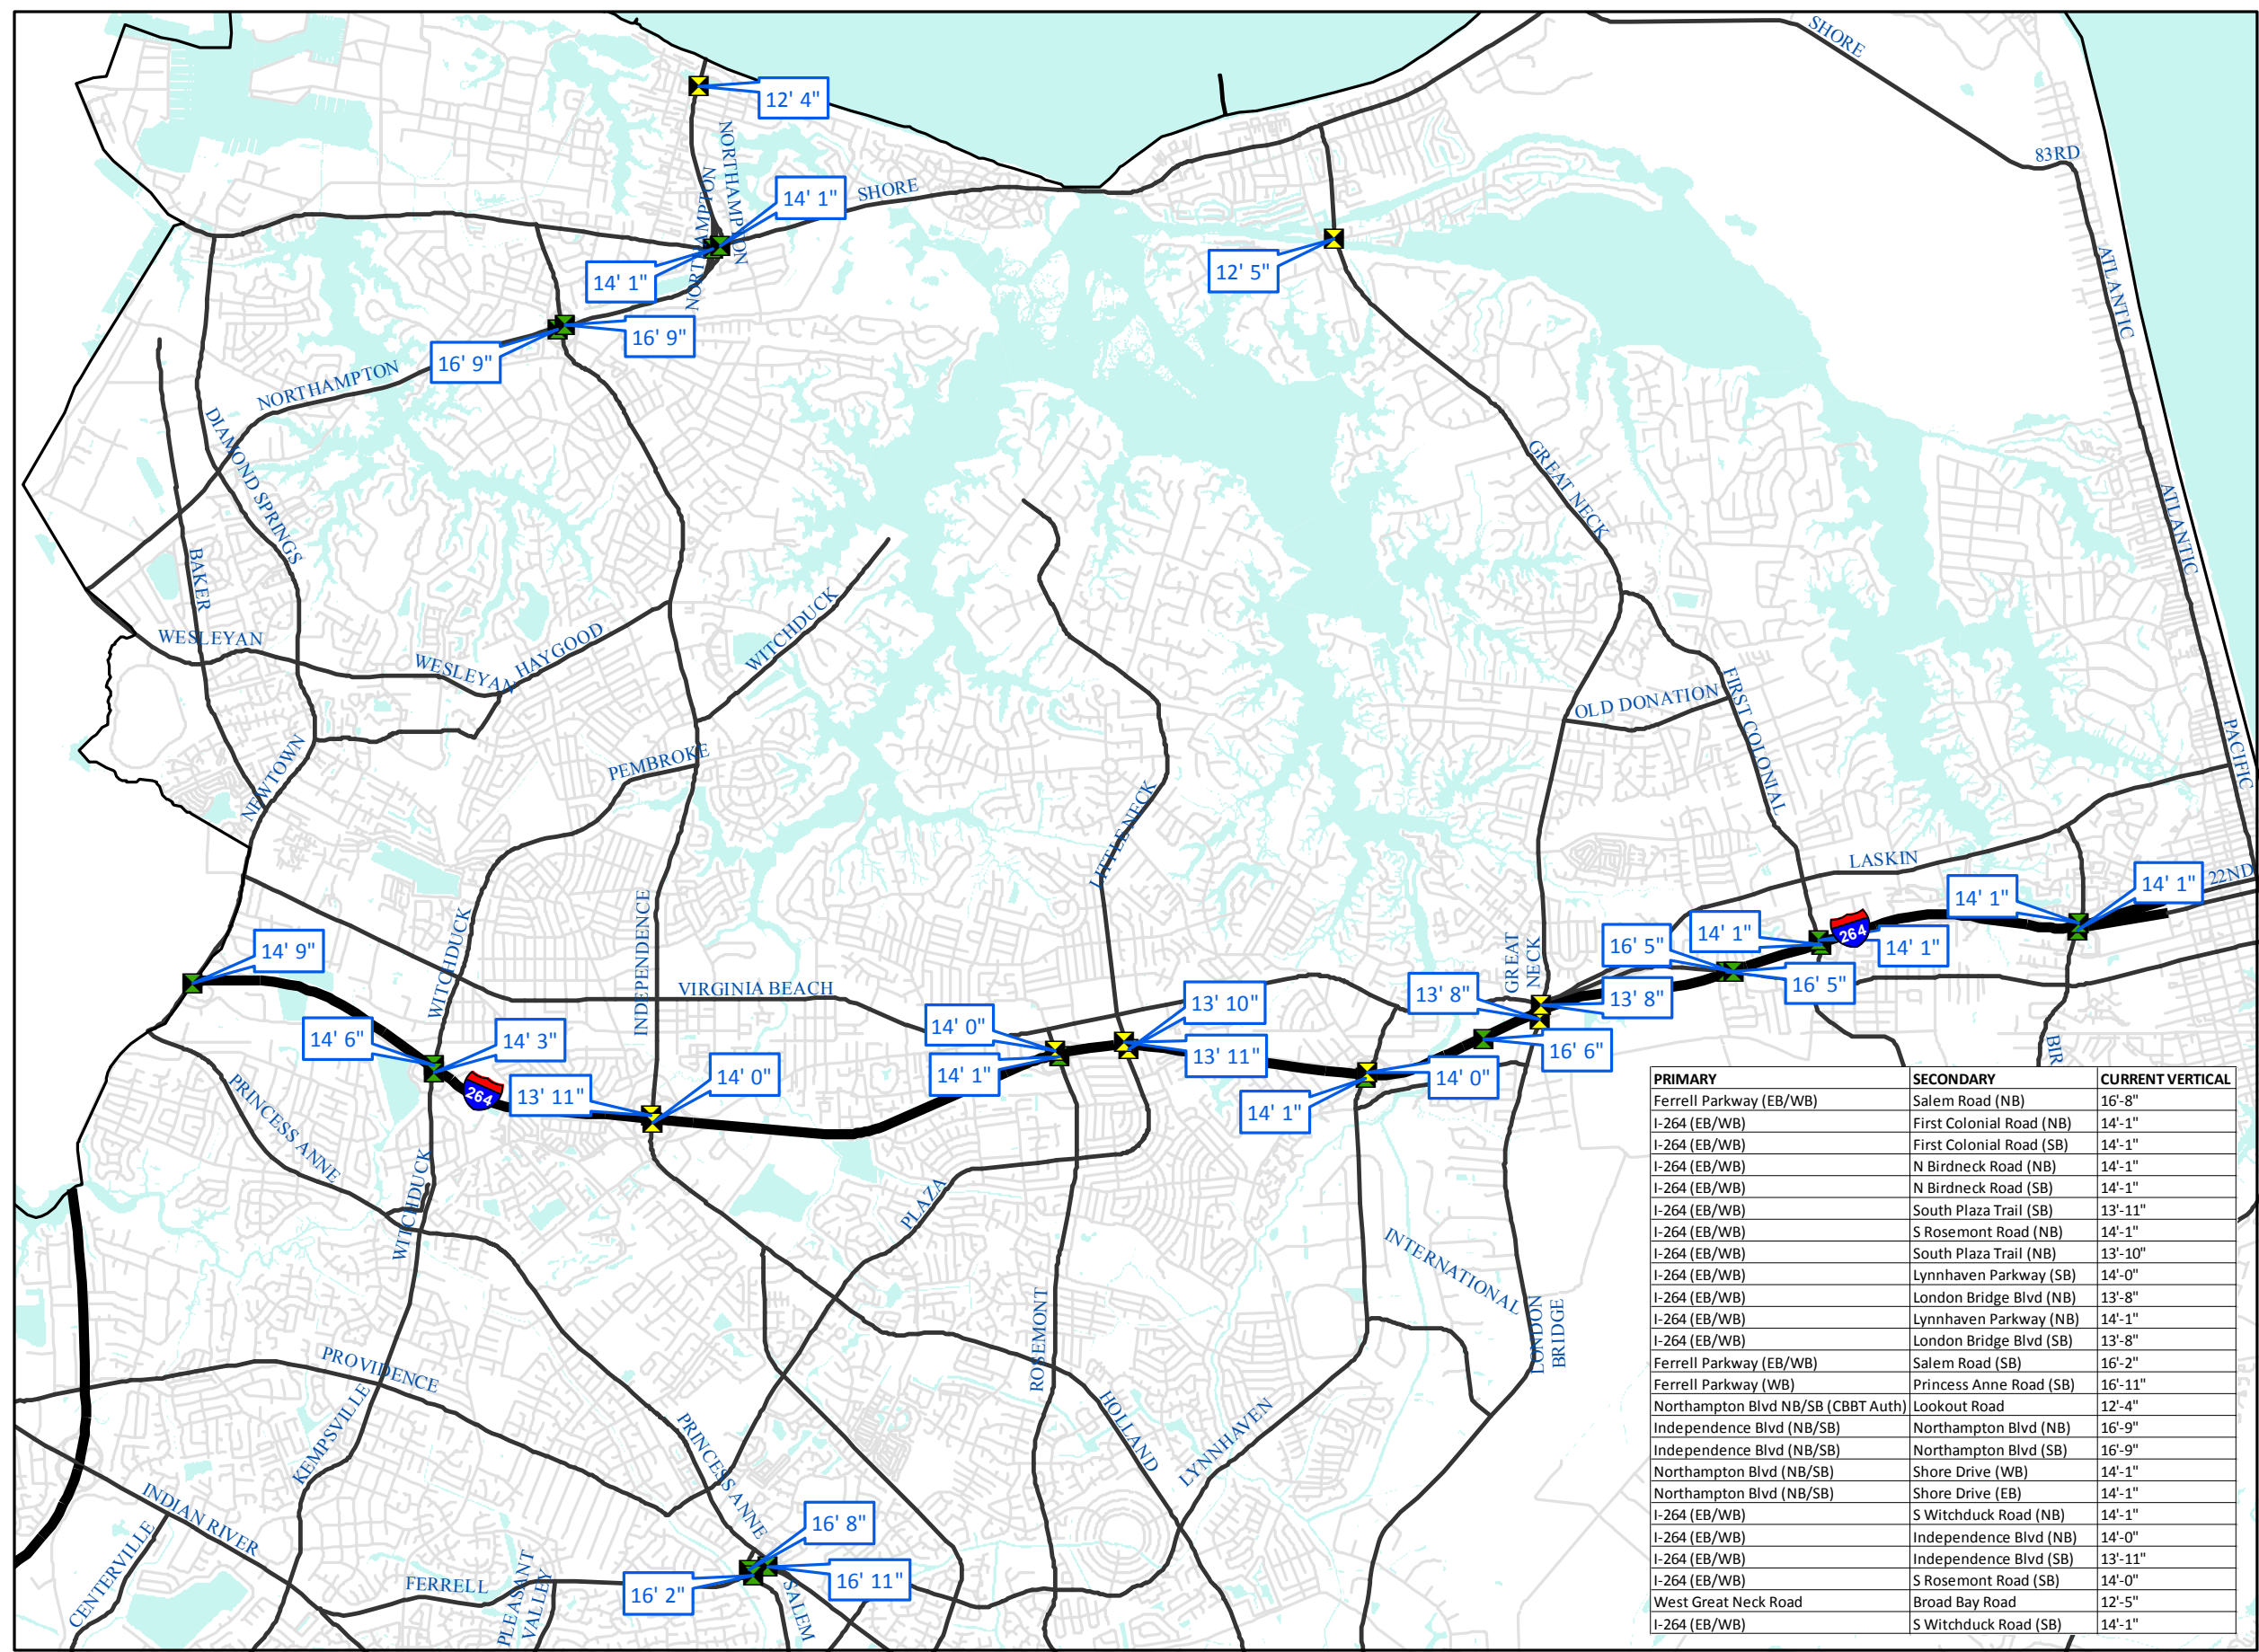 SHORE
12' 4"
NORTHAMPTON
83RD
14' 1"
SHORE
NORTHAMPTON
ATLANTIC
14' 1"
12' 5"
16' 9"
16' 9"
NORTHAMPTON
DIAMOND SPRINGS
GREAT NECK
ATLANTIC
BAKER
WITCHDUCK
WESLEYAN
HAYGOOD
WESLEYAN
OLD DONATION
FIRST COLONIAL
PACIFIC
PEMBROKE
NEWTOWN
LITTLE NECK
LASKIN
22ND
14' 1"
14' 1"
WITCHDUCK
INDEPENDENCE
GREAT
NECK
14' 1"
16' 5"
264
14' 1"
14' 9"
VIRGINIA BEACH
13' 8"
13' 8"
16' 5"
13' 10"
14' 0"
14' 6"
14' 3"
13' 11"
16' 6"
BIR
14' 1"
14' 0"
14' 0"
264
13' 11"
14' 1"
PRINCESS ANNE
WITCHDUCK
PLAZA
INTERNATIONAL
ROSEMONT
LONDON
BRIDGE
PROVIDENCE
KEMPSVILLE
HOLLAND
LYNNHAVEN
PRINCESS ANNE
INDIAN RIVER
CENTERVILLE
16' 8"
FERRELL
PLEASANT
VALLEY
16' 2"
16' 11"
SALEM
PRIMARY SECONDARY CURRENT VERTICAL
Ferrell Parkway (EB/WB) Salem Road (NB) 16'-8"
I-264 (EB/WB) First Colonial Road (NB) 14'-1"
I-264 (EB/WB) First Colonial Road (SB) 14'-1"
I-264 (EB/WB) N Birdneck Road (NB) 14'-1"
I-264 (EB/WB) N Birdneck Road (SB) 14'-1"
I-264 (EB/WB) South Plaza Trail (SB) 13'-11"
I-264 (EB/WB) S Rosemont Road (NB) 14'-1"
I-264 (EB/WB) South Plaza Trail (NB) 13'-10"
I-264 (EB/WB) Lynnhaven Parkway (SB) 14'-0"
I-264 (EB/WB) London Bridge Blvd (NB) 13'-8"
I-264 (EB/WB) Lynnhaven Parkway (NB) 14'-1"
I-264 (EB/WB) London Bridge Blvd (SB) 13'-8"
Ferrell Parkway (EB/WB) Salem Road (SB) 16'-2"
Ferrell Parkway (WB) Princess Anne Road (SB) 16'-11"
Northampton Blvd NB/SB (CBBT Auth) Lookout Road 12'-4"
Independence Blvd (NB/SB) Northampton Blvd (NB) 16'-9"
Independence Blvd (NB/SB) Northampton Blvd (SB) 16'-9"
Northampton Blvd (NB/SB) Shore Drive (WB) 14'-1"
Northampton Blvd (NB/SB) Shore Drive (EB) 14'-1"
I-264 (EB/WB) S Witchduck Road (NB) 14'-1"
I-264 (EB/WB) Independence Blvd (NB) 14'-0"
I-264 (EB/WB) Independence Blvd (SB) 13'-11"
I-264 (EB/WB) S Rosemont Road (SB) 14'-0"
West Great Neck Road Broad Bay Road 12'-5"
I-264 (EB/WB) S Witchduck Road (SB) 14'-1"